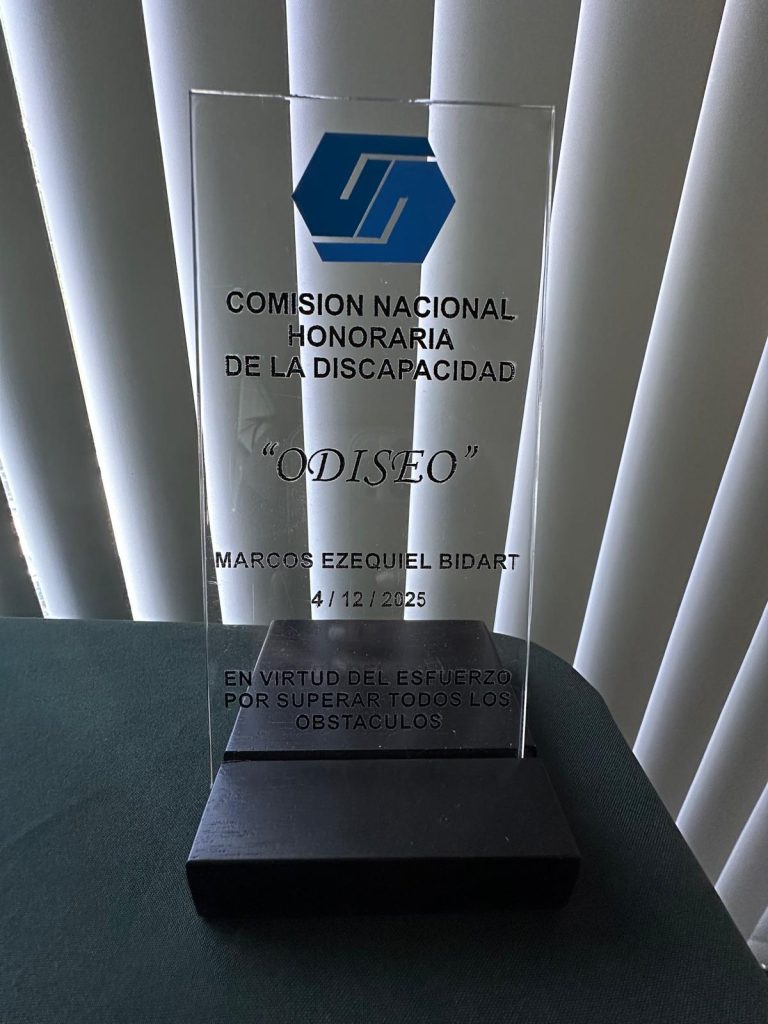 COMISION NACIONAL
HONORARIA
DE LA DISCAPACIDAD
"ODISEO"
MARCOS EZEQUIEL BIDART
4 / 12 / 2025
EN VIRTUD DEL ESFUERZO
POR SUPERAR TODOS LOS
OBSTACULOS